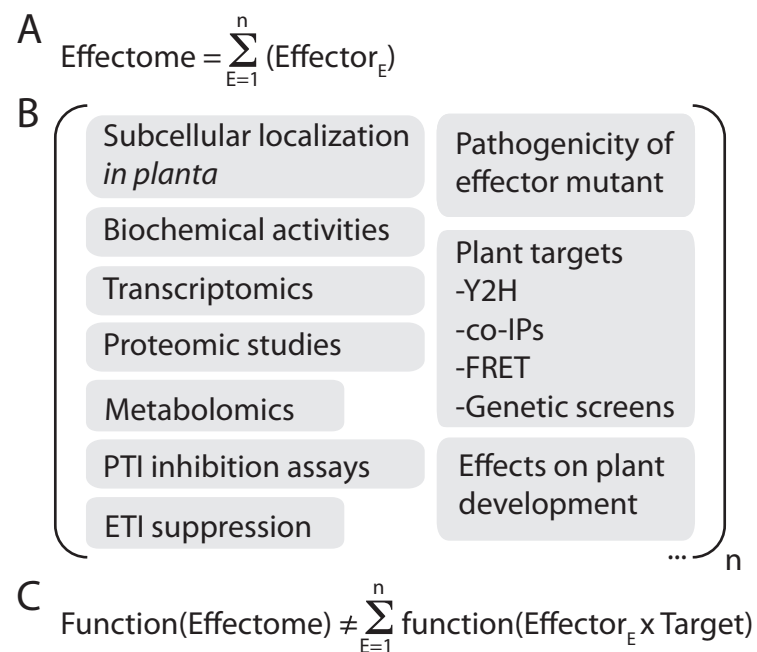 A
Effectome = n Σ E=1 (Effector_E)
B
Subcellular localization
in planta
Biochemical activities
Transcriptomics
Proteomic studies
Metabolomics
PTI inhibition assays
ETI suppression
Pathogenicity of
effector mutant
Plant targets
-Y2H
-co-IPs
-FRET
-Genetic screens
Effects on plant
development
... n
C
Function(Effectome) ≠ n Σ E=1 function(Effector_E x Target)